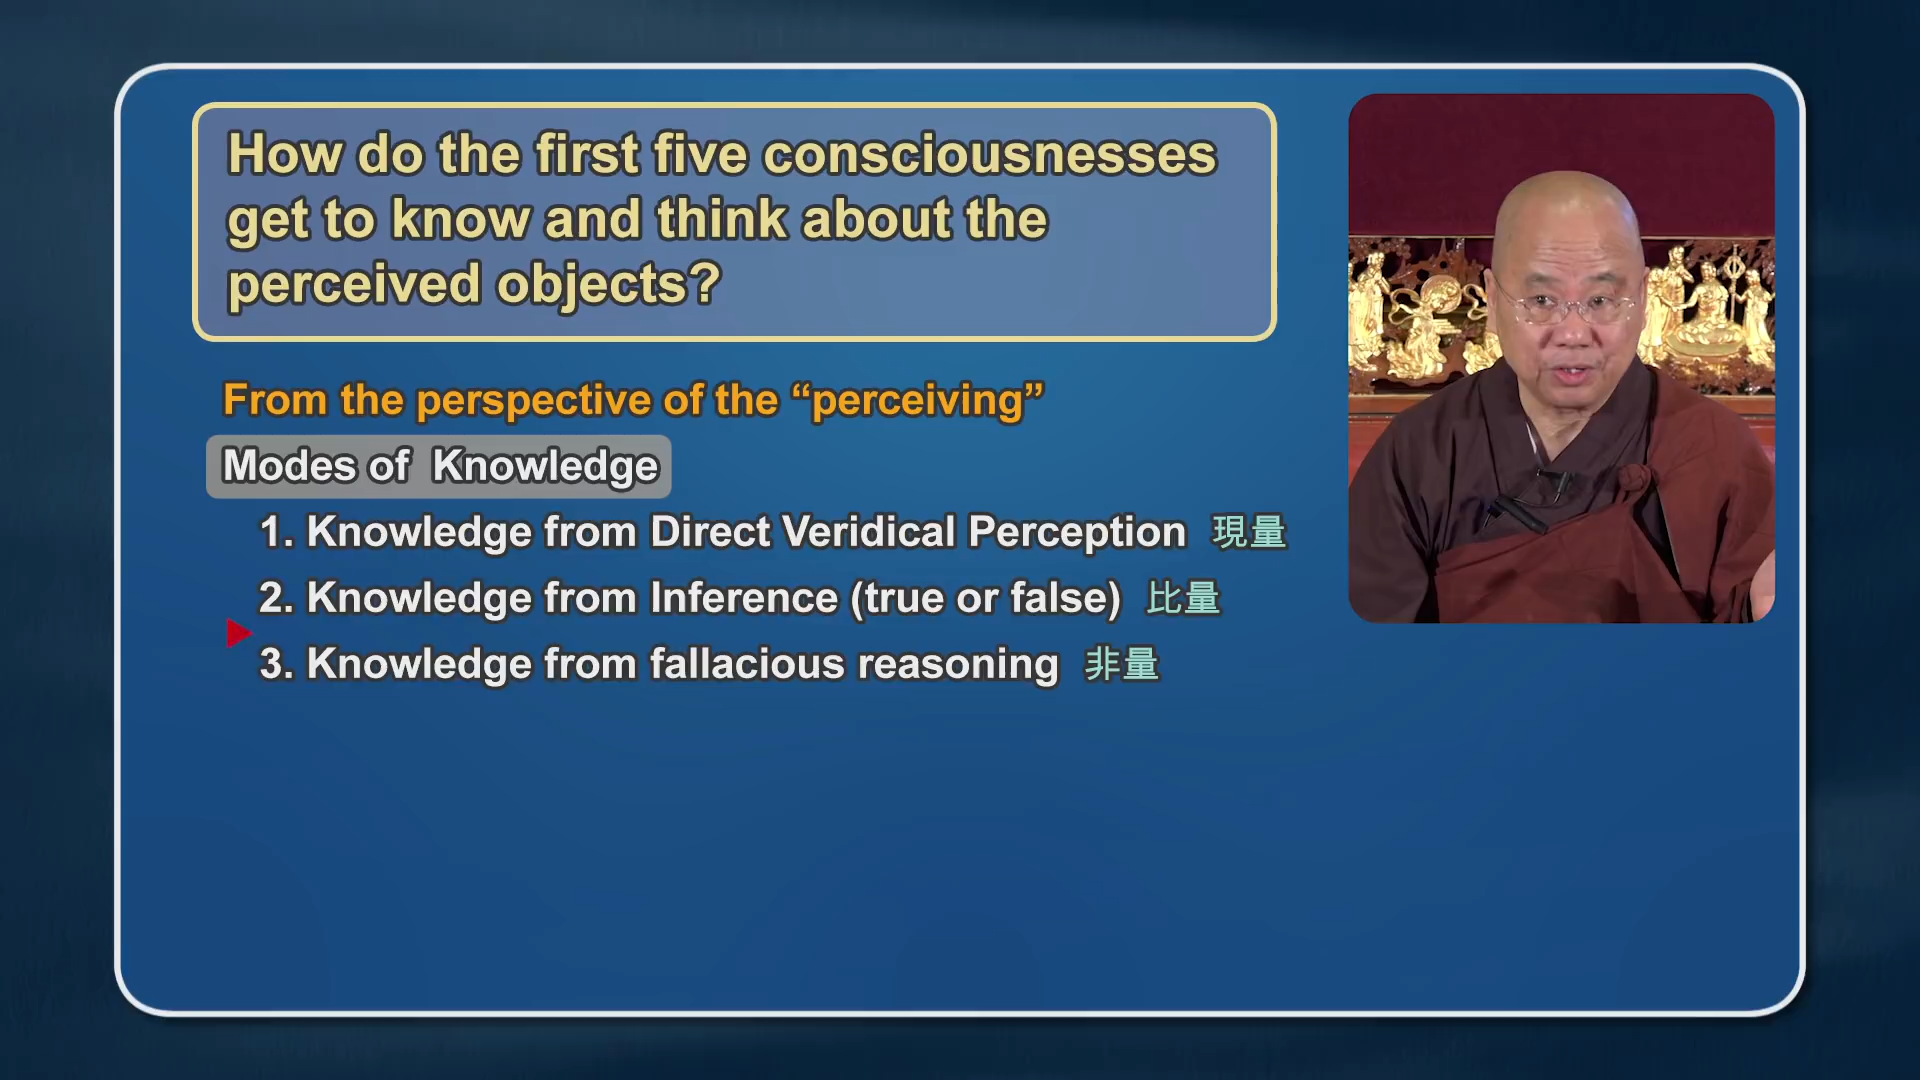 How do the first five consciousnesses
get to know and think about the
perceived objects?
From the perspective of the “perceiving”
Modes of Knowledge
1. Knowledge from Direct Veridical Perception 現量
2. Knowledge from Inference (true or false) 比量
3. Knowledge from fallacious reasoning 非量